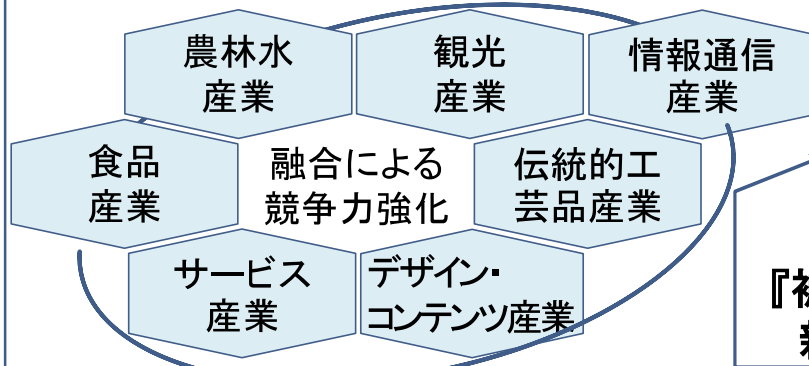 農林水
産業
観光
産業
情報通信
産業
食品
産業
融合による
競争力強化
伝統的工
芸品産業
サービス
産業
デザイン・
コンテンツ産業
『